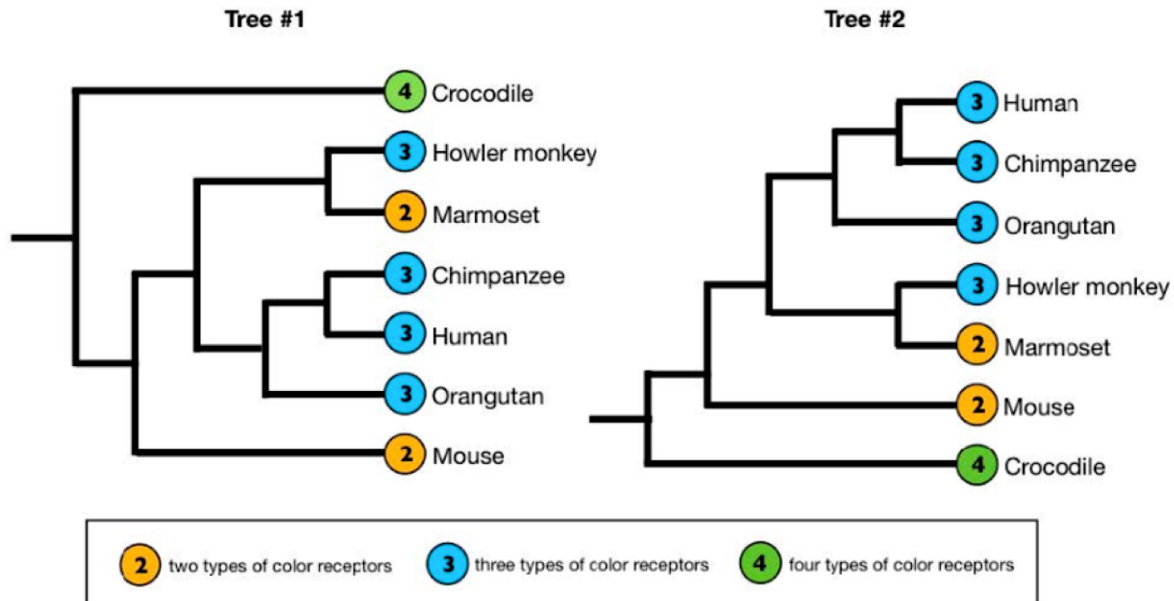 Tree #1
4 Crocodile
3 Howler monkey
2 Marmoset
3 Chimpanzee
3 Human
3 Orangutan
2 Mouse
Tree #2
3 Human
3 Chimpanzee
3 Orangutan
3 Howler monkey
2 Marmoset
2 Mouse
4 Crocodile
2 two types of color receptors
3 three types of color receptors
4 four types of color receptors